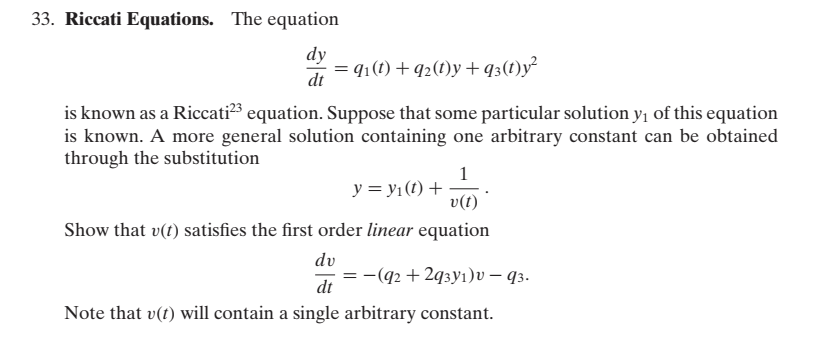 33. Riccati Equations. The equation
dy/dt = q₁(t) + q₂(t)y + q₃(t)y²
is known as a Riccati²³ equation. Suppose that some particular solution y₁ of this equation
is known. A more general solution containing one arbitrary constant can be obtained
through the substitution
y = y₁(t) + 1/v(t).
Show that v(t) satisfies the first order linear equation
dv/dt = −(q₂ + 2q₃y₁)v − q₃.
Note that v(t) will contain a single arbitrary constant.